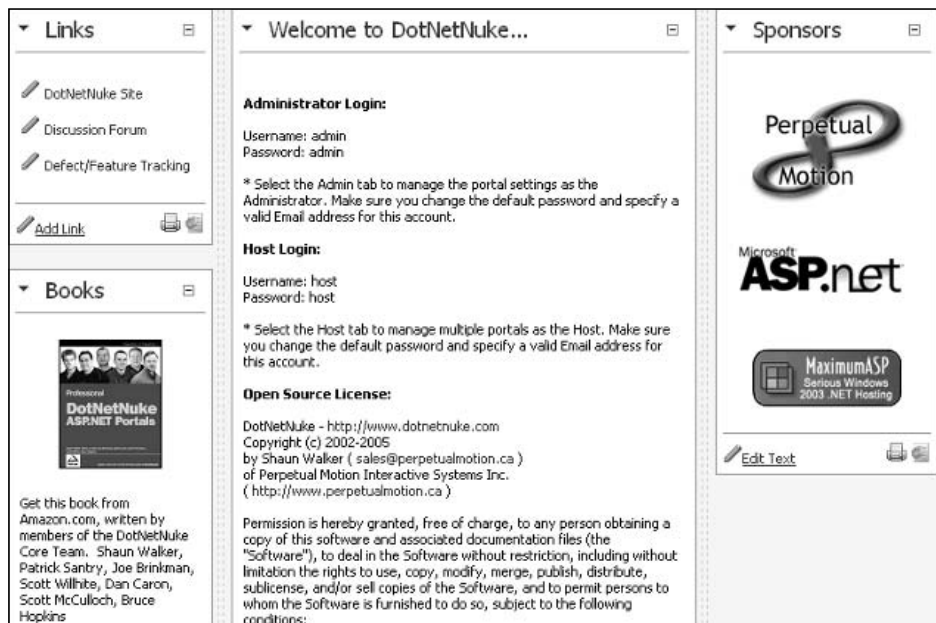 Links
DotNetNuke Site
Discussion Forum
Defect/Feature Tracking
Add Link
Books
Professional
DotNetNuke
ASP.NET Portals
Get this book from
Amazon.com, written by
members of the DotNetNuke
Core Team. Shaun Walker,
Patrick Santry, Joe Brinkman,
Scott Willhite, Dan Caron,
Scott McCulloch, Bruce
Hopkins
Welcome to DotNetNuke...
Administrator Login:
Username: admin
Password: admin
* Select the Admin tab to manage the portal settings as the
Administrator. Make sure you change the default password and specify a
valid Email address for this account.
Host Login:
Username: host
Password: host
* Select the Host tab to manage multiple portals as the Host. Make sure
you change the default password and specify a valid Email address for
this account.
Open Source License:
DotNetNuke - http://www.dotnetnuke.com
Copyright (c) 2002-2005
by Shaun Walker ( sales@perpetualmotion.ca )
of Perpetual Motion Interactive Systems Inc.
( http://www.perpetualmotion.ca )
Permission is hereby granted, free of charge, to any person obtaining a
copy of this software and associated documentation files (the
"Software"), to deal in the Software without restriction, including without
limitation the rights to use, copy, modify, merge, publish, distribute,
sublicense, and/or sell copies of the Software, and to permit persons to
whom the Software is furnished to do so, subject to the following
conditions:
Sponsors
Perpetual
Motion
Microsoft
ASP.net
MaximumASP
Serious Windows
2003 .NET Hosting
Edit Text